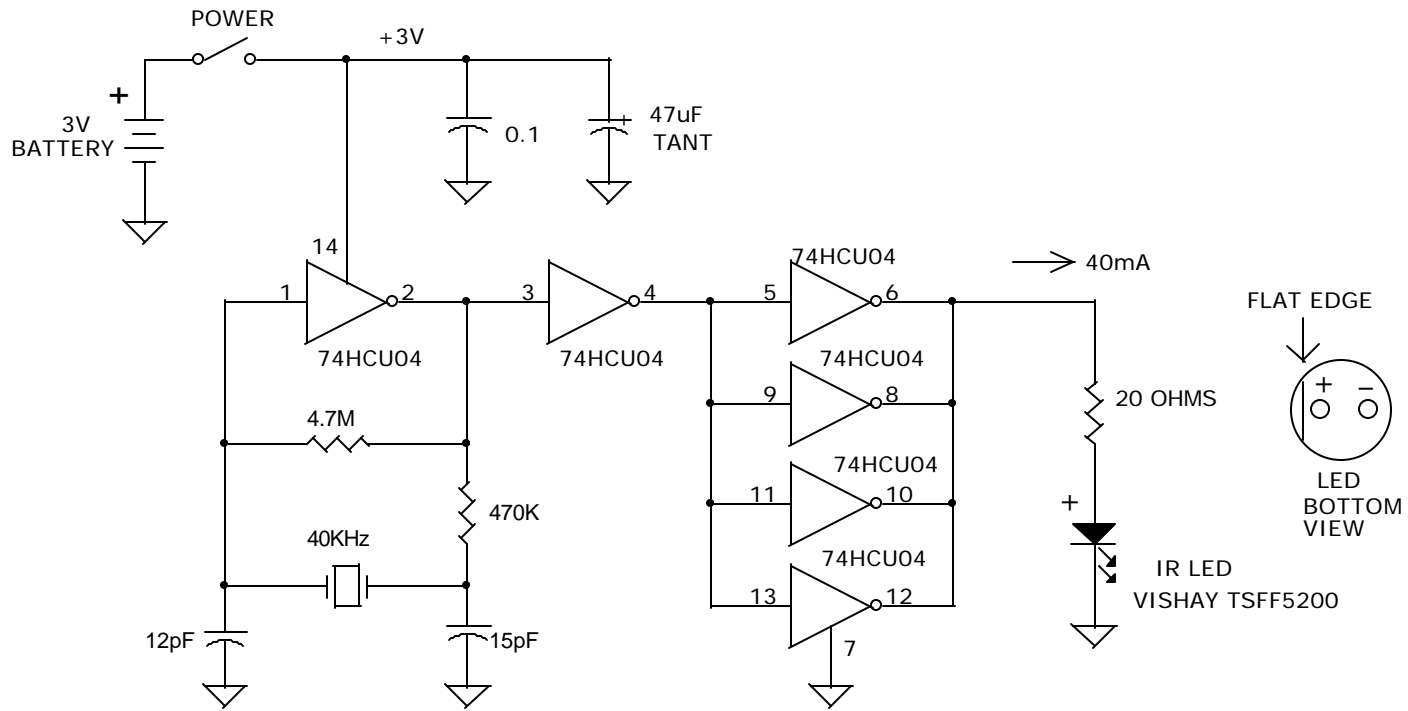 POWER
+3V
+
3V
BATTERY
0.1
+
47uF
TANT
14
1
2
74HCU04
3
4
74HCU04
74HCU04
5
6
40mA
74HCU04
9
8
74HCU04
11
10
74HCU04
13
12
7
4.7M
470K
40KHz
12pF
15pF
20 OHMS
+
IR LED
VISHAY TSFF5200
FLAT EDGE
+ −
LED
BOTTOM
VIEW